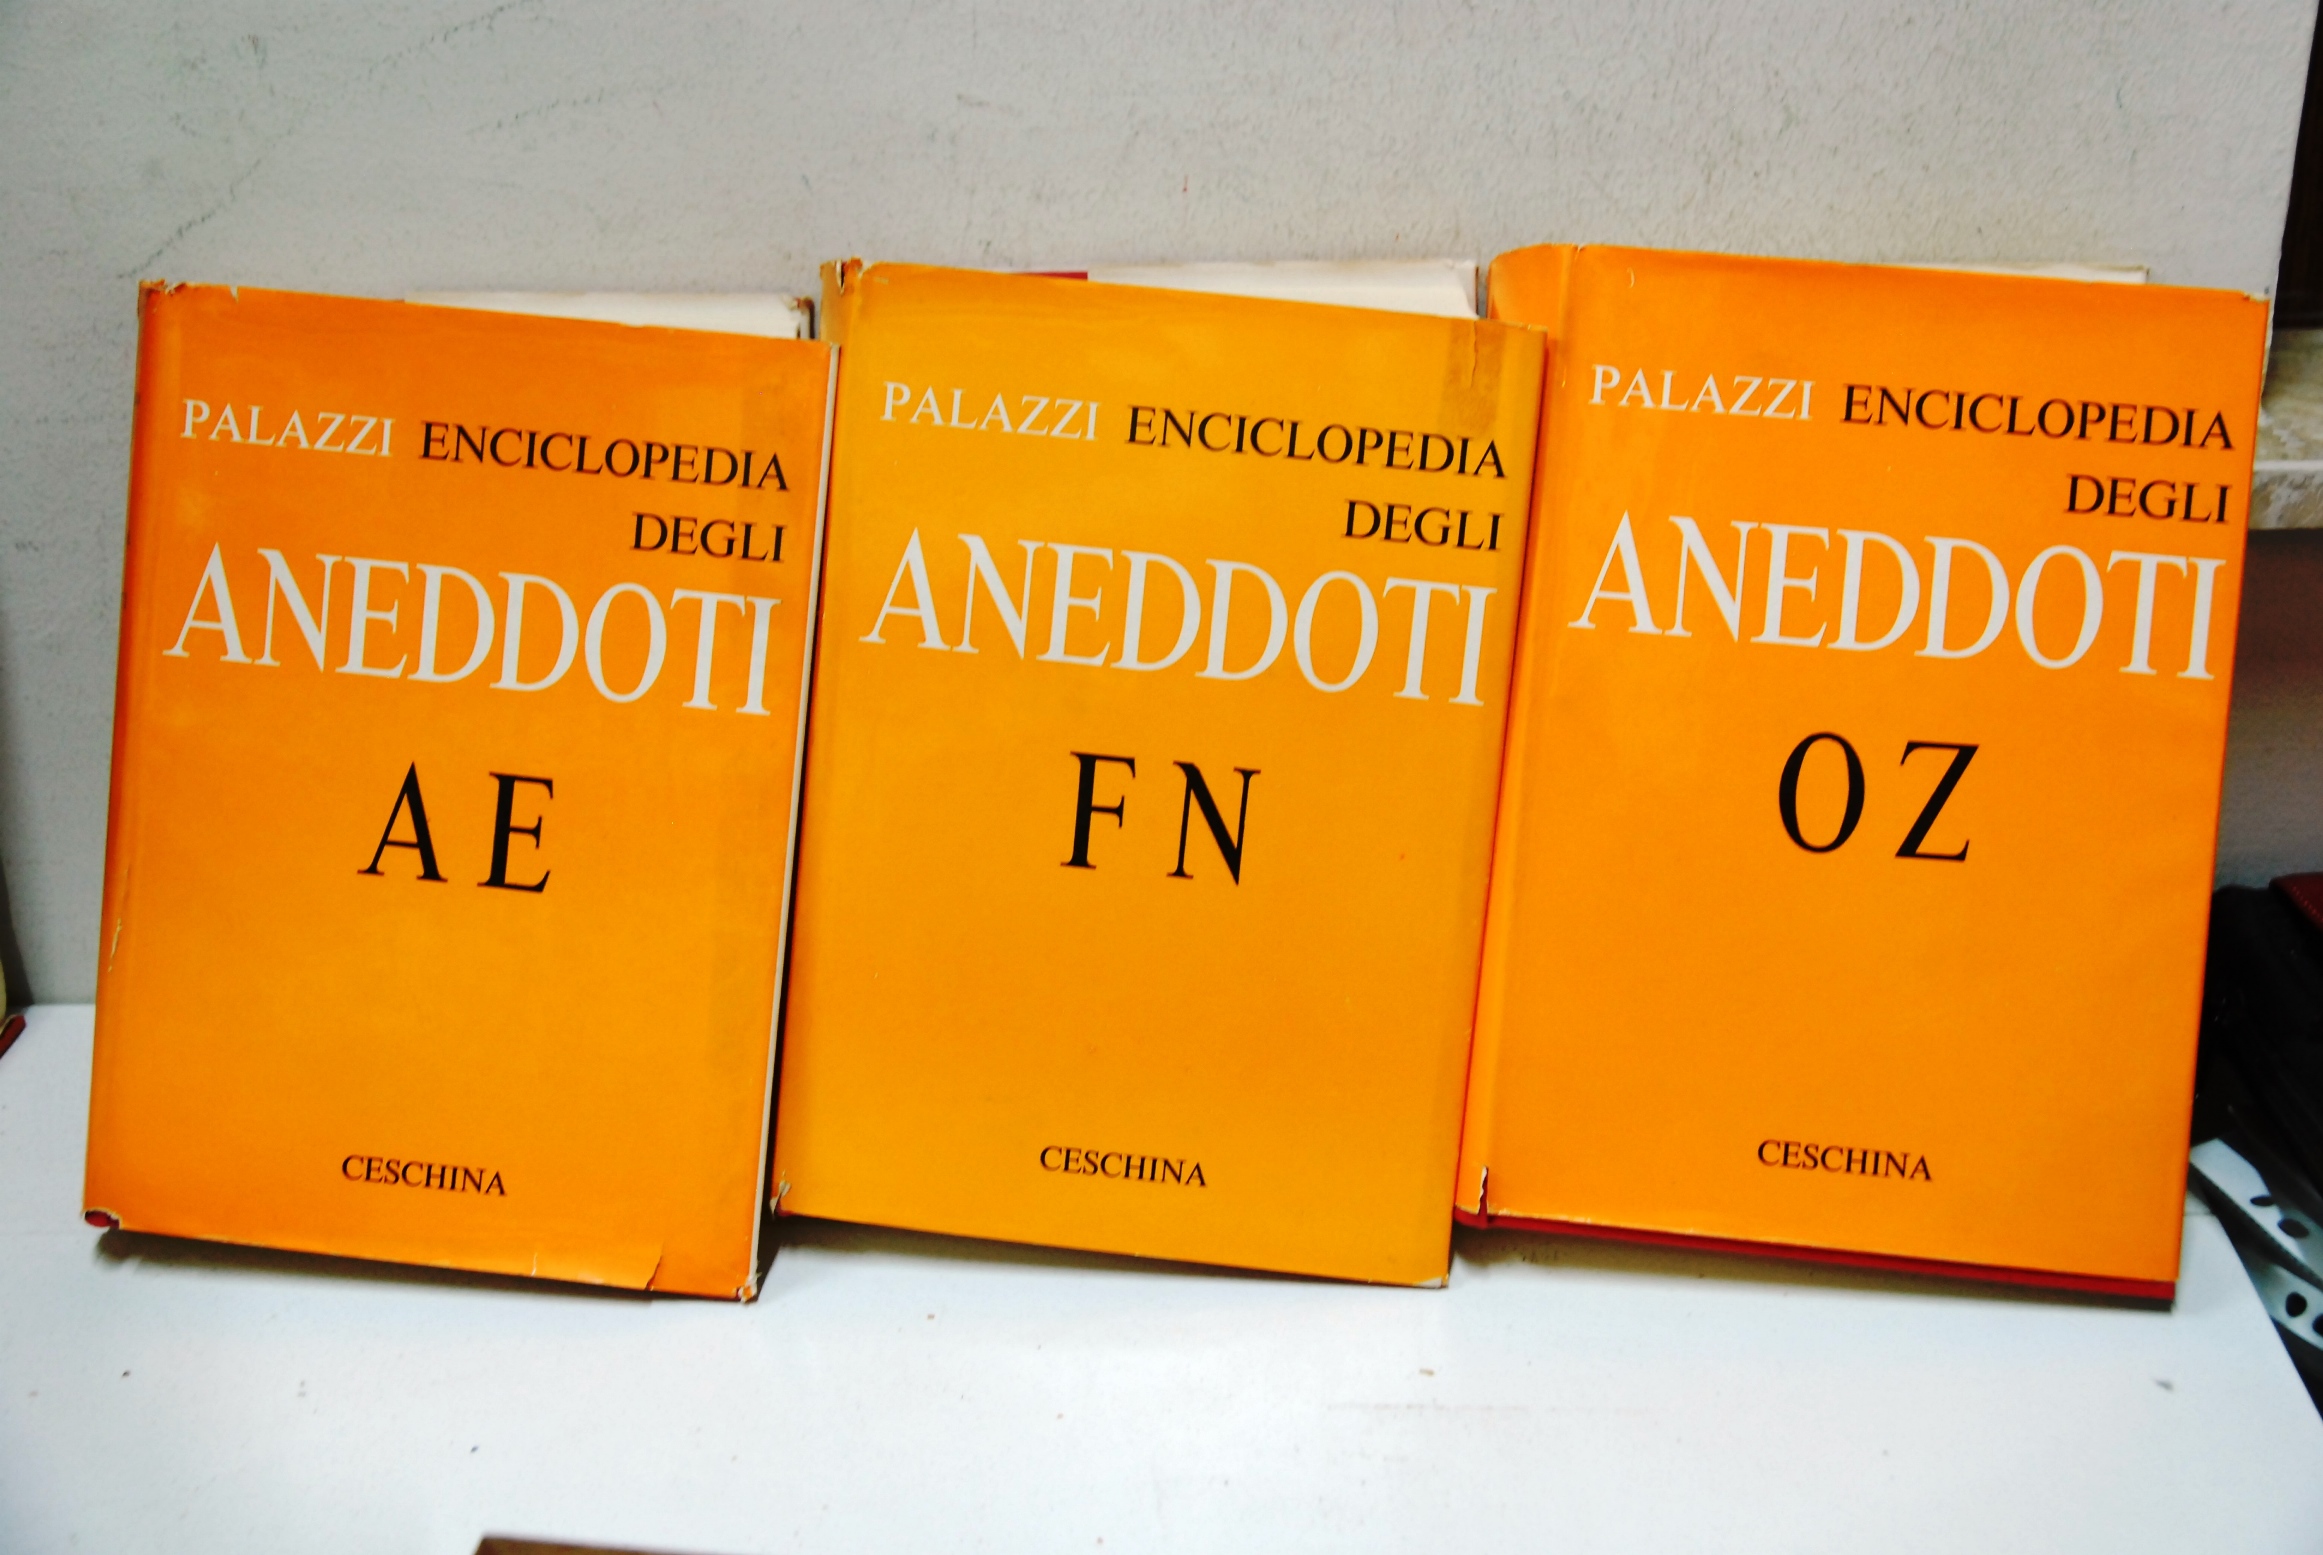 PALAZZI ENCICLOPEDIA
DEGLI
ANEDDOTI
A E
CESCHINA
PALAZZI ENCICLOPEDIA
DEGLI
ANEDDOTI
F N
CESCHINA
PALAZZI ENCICLOPEDIA
DEGLI
ANEDDOTI
O Z
CESCHINA